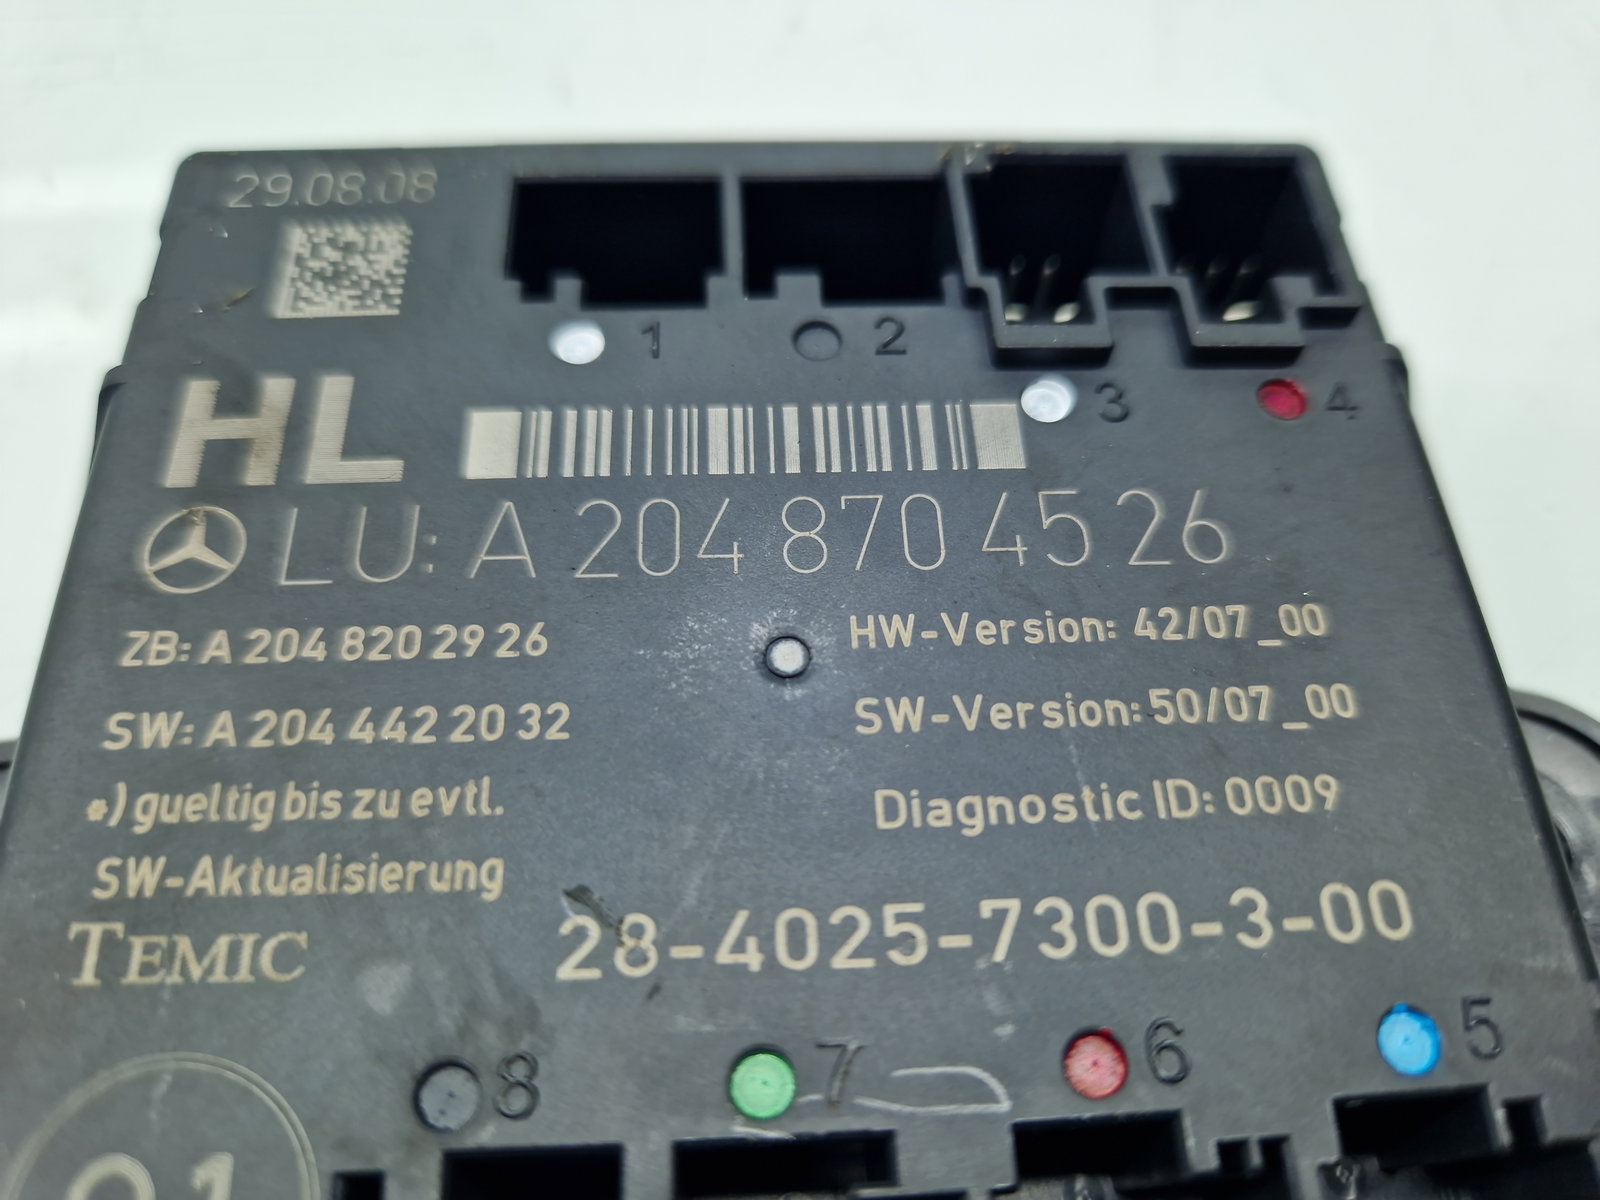 29.08.08
1
2
3
4
HL
LU: A 204 870 45 26
ZB: A 204 820 29 26
HW-Version: 42/07_00
SW: A 204 442 20 32
SW-Version: 50/07_00
*) gueltig bis zu evtl.
SW-Aktualisierung
Diagnostic ID: 0009
TEMIC
28-4025-7300-3-00
8
7
6
5